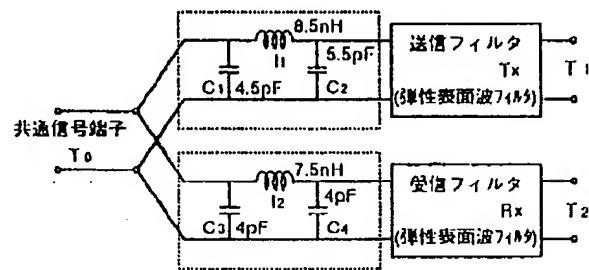 8.5nH
I1
5.5pF
C1 4.5pF
C2
送信フィルタ
Tx
(弾性表面波フィルタ)
T1
共通信号端子
T0
7.5nH
I2
4pF
C3 4pF
C4
受信フィルタ
Rx
(弾性表面波フィルタ)
T2